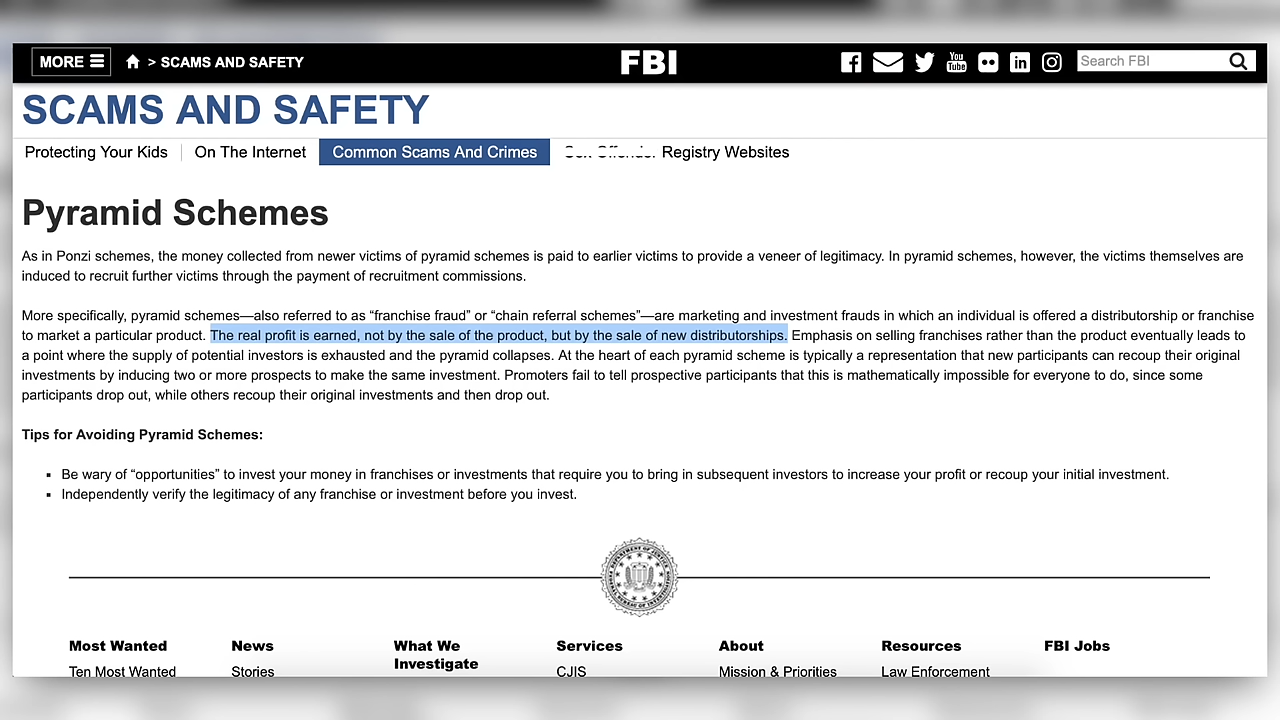 MORE
> SCAMS AND SAFETY
FBI
You Tube
in
Search FBI
SCAMS AND SAFETY
Protecting Your Kids
On The Internet
Common Scams And Crimes
Registry Websites
Pyramid Schemes
As in Ponzi schemes, the money collected from newer victims of pyramid schemes is paid to earlier victims to provide a veneer of legitimacy. In pyramid schemes, however, the victims themselves are
induced to recruit further victims through the payment of recruitment commissions.
More specifically, pyramid schemes—also referred to as “franchise fraud” or “chain referral schemes”—are marketing and investment frauds in which an individual is offered a distributorship or franchise
to market a particular product. The real profit is earned, not by the sale of the product, but by the sale of new distributorships. Emphasis on selling franchises rather than the product eventually leads to
a point where the supply of potential investors is exhausted and the pyramid collapses. At the heart of each pyramid scheme is typically a representation that new participants can recoup their original
investments by inducing two or more prospects to make the same investment. Promoters fail to tell prospective participants that this is mathematically impossible for everyone to do, since some
participants drop out, while others recoup their original investments and then drop out.
Tips for Avoiding Pyramid Schemes:
▪ Be wary of “opportunities” to invest your money in franchises or investments that require you to bring in subsequent investors to increase your profit or recoup your initial investment.
▪ Independently verify the legitimacy of any franchise or investment before you invest.
Most Wanted
News
What We
Investigate
Services
About
Resources
FBI Jobs
Ten Most Wanted
Stories
CJIS
Mission & Priorities
Law Enforcement